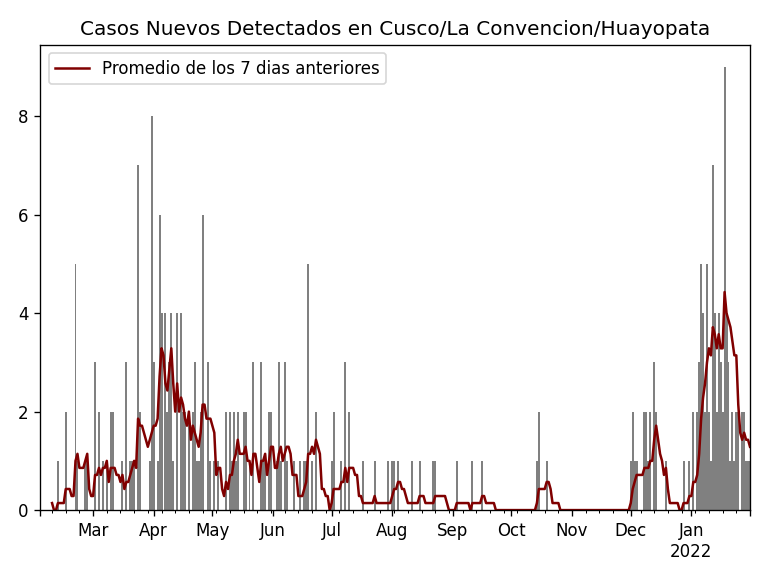 Casos Nuevos Detectados en Cusco/La Convencion/Huayopata
Promedio de los 7 dias anteriores
8
6
4
2
0
Mar Apr May Jun Jul Aug Sep Oct Nov Dec Jan
2022